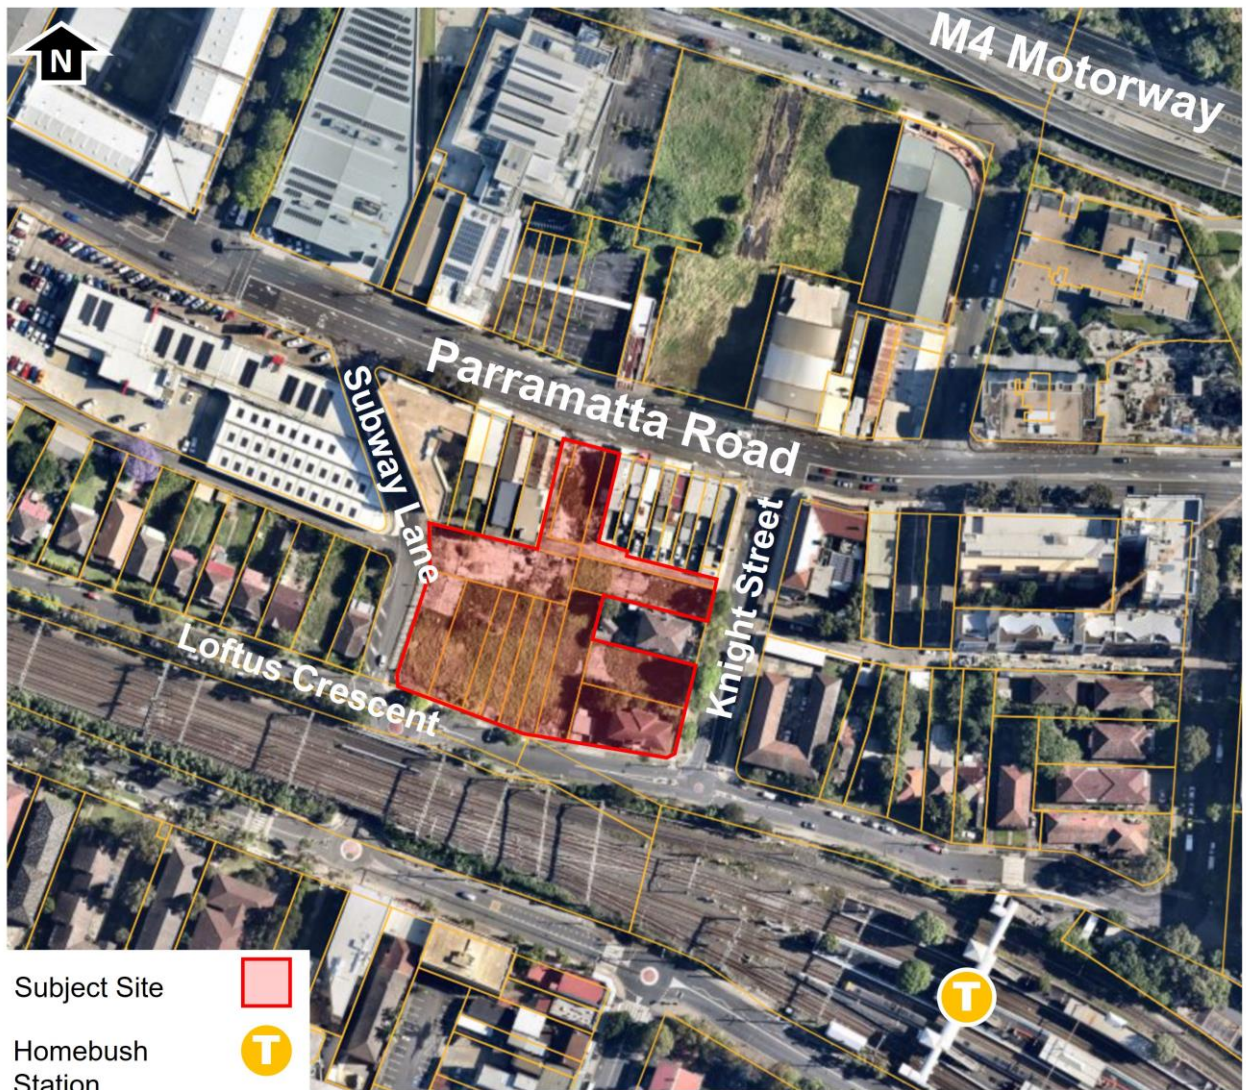 N
M4 Motorway
Parramatta Road
Subway Lane
Knight Street
Loftus Crescent
T
Subject Site
Homebush
T
Station